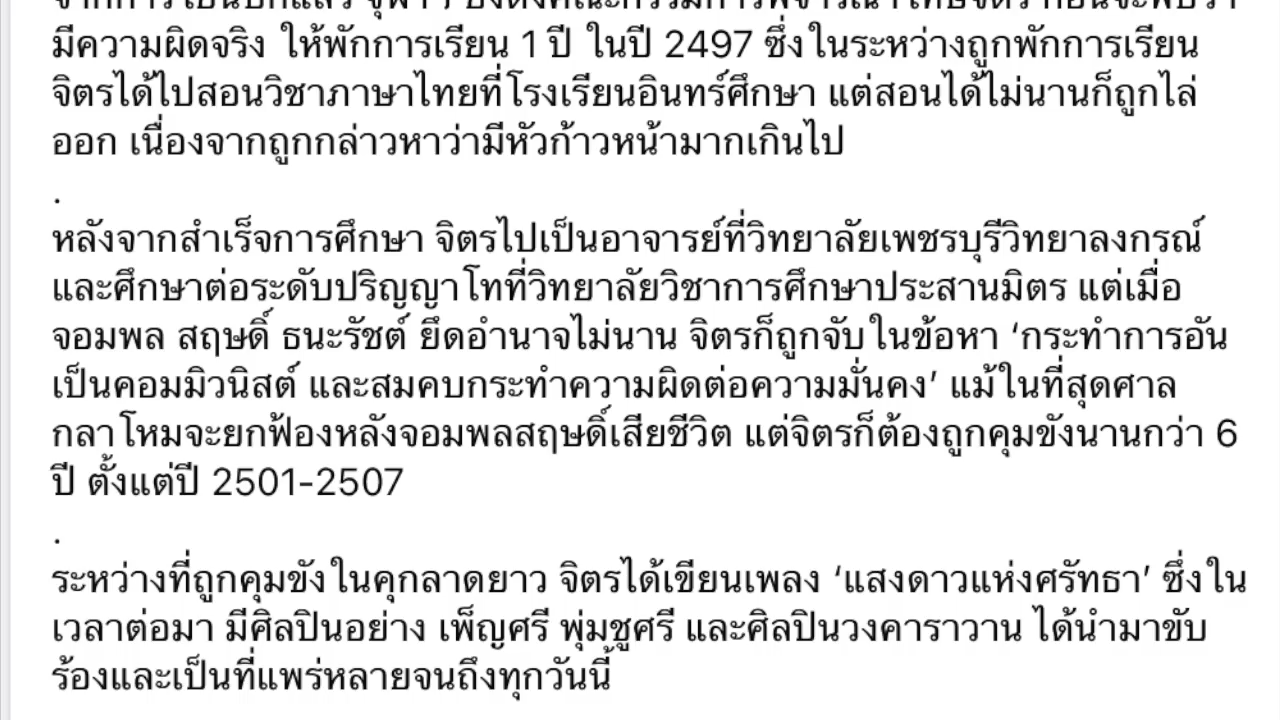 มีความผิดจริง ให้พักการเรียน 1 ปี ในปี 2497 ซึ่งในระหว่างถูกพักการเรียน
จิตรได้ไปสอนวิชาภาษาไทยที่โรงเรียนอินทร์ศึกษา แต่สอนได้ไม่นานก็ถูกไล่
ออก เนื่องจากถูกกล่าวหาว่ามีหัวก้าวหน้ามากเกินไป
.
หลังจากสำเร็จการศึกษา จิตรไปเป็นอาจารย์ที่วิทยาลัยเพชรบุรีวิทยาลงกรณ์
และศึกษาต่อระดับปริญญาโทที่วิทยาลัยวิชาการศึกษาประสานมิตร แต่เมื่อ
จอมพล สฤษดิ์ ธนะรัชต์ ยึดอำนาจไม่นาน จิตรก็ถูกจับในข้อหา ‘กระทำการอัน
เป็นคอมมิวนิสต์ และสมคบกระทำความผิดต่อความมั่นคง’ แม้ในที่สุดศาล
กลาโหมจะยกฟ้องหลังจอมพลสฤษดิ์เสียชีวิต แต่จิตรก็ต้องถูกคุมขังนานกว่า 6
ปี ตั้งแต่ปี 2501-2507
.
ระหว่างที่ถูกคุมขังในคุกลาดยาว จิตรได้เขียนเพลง ‘แสงดาวแห่งศรัทธา’ ซึ่งใน
เวลาต่อมา มีศิลปินอย่าง เพ็ญศรี พุ่มชูศรี และศิลปินวงคาราวาน ได้นำมาขับ
ร้องและเป็นที่แพร่หลายจนถึงทุกวันนี้